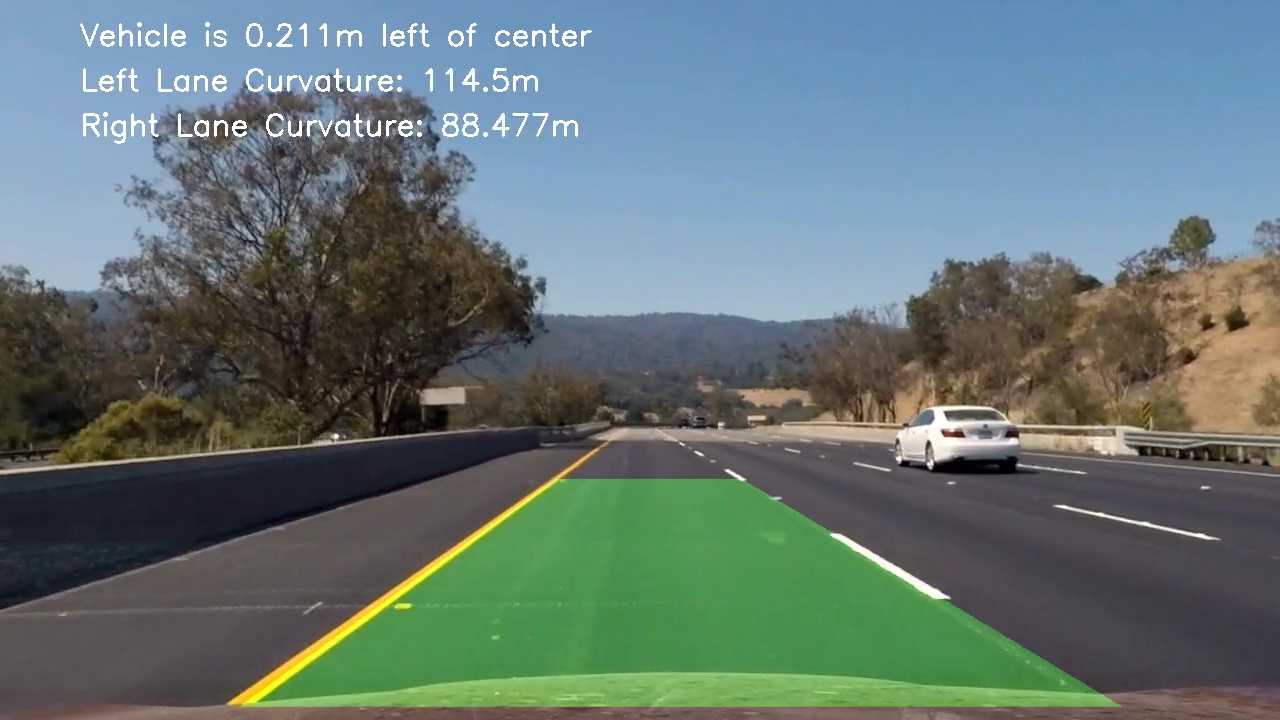 Vehicle is 0.211m left of center
Left Lane Curvature: 114.5m
Right Lane Curvature: 88.477m